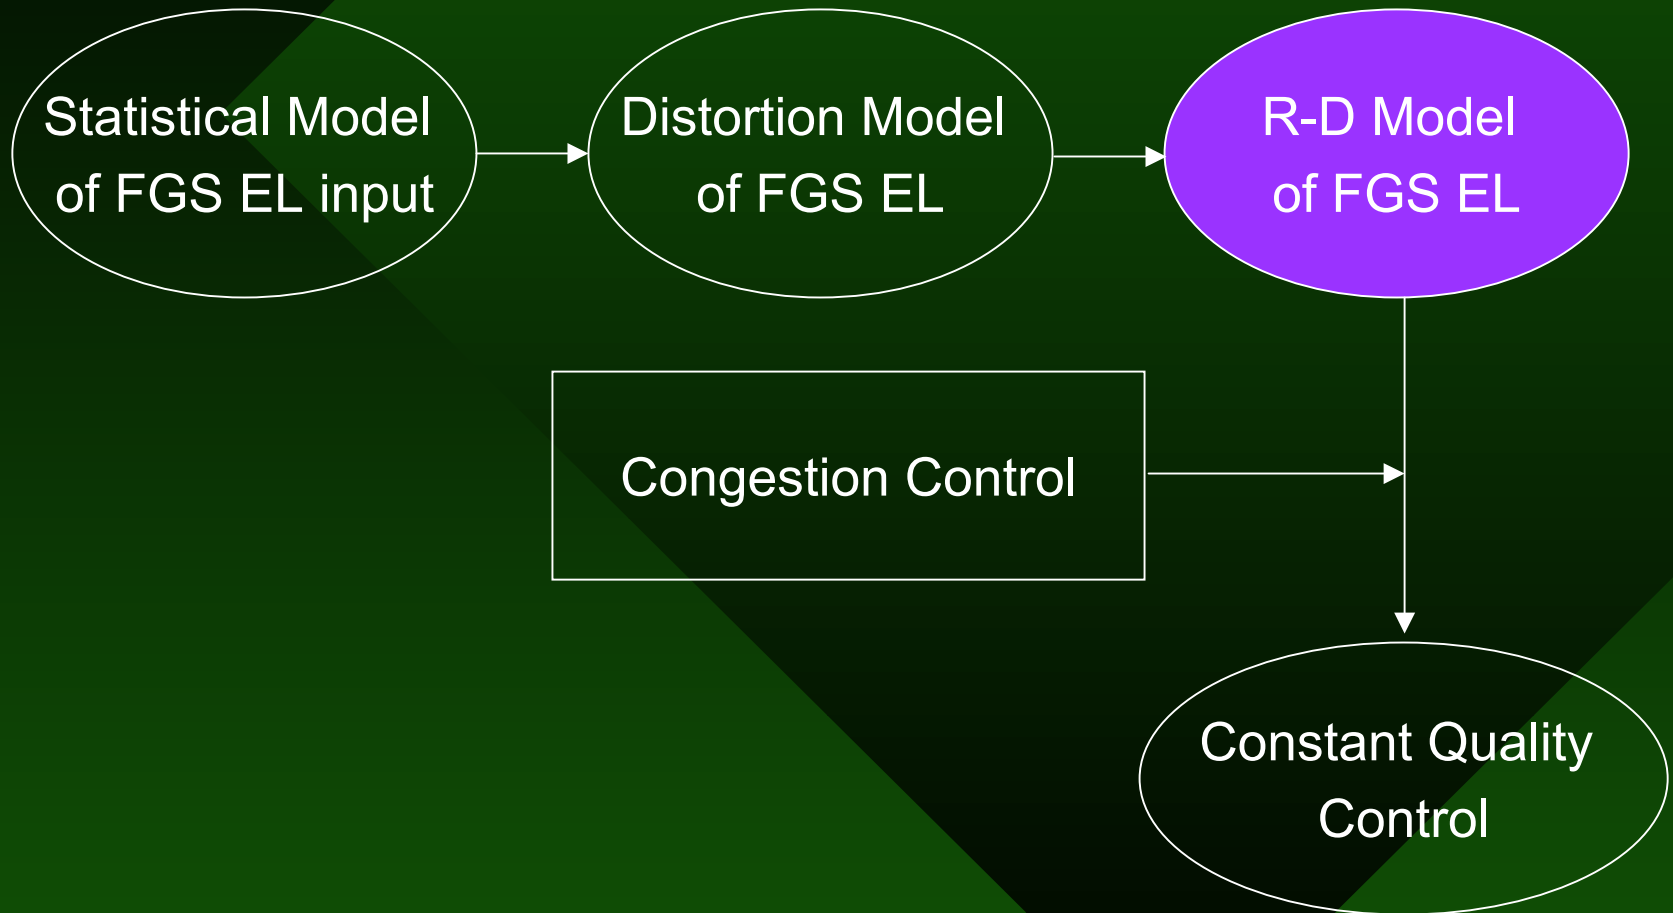 Statistical Model
of FGS EL input
Distortion Model
of FGS EL
R-D Model
of FGS EL
Congestion Control
Constant Quality
Control